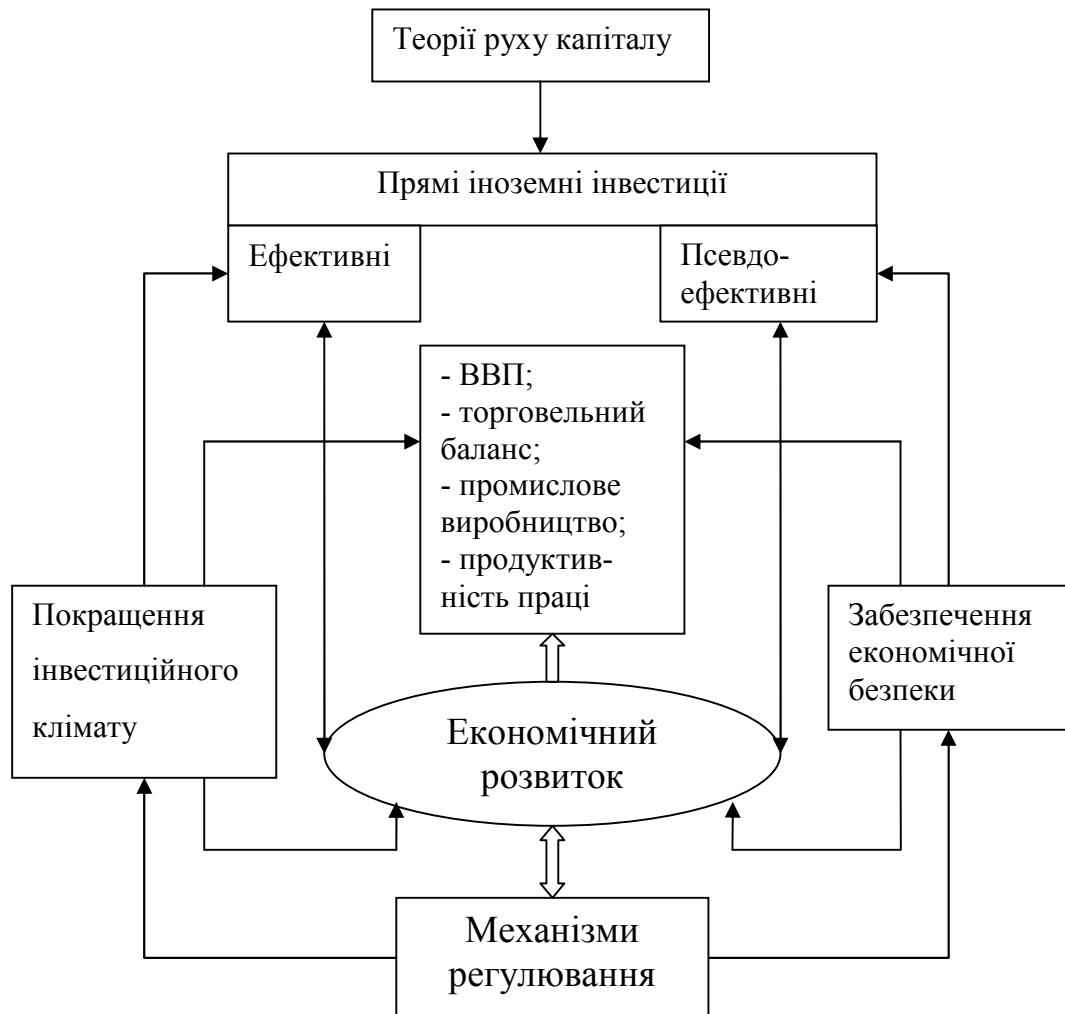 Теорії руху капіталу
Прямі іноземні інвестиції
Ефективні
Псевдо-
ефективні
- ВВП;
- торговельний
баланс;
- промислове
виробництво;
- продуктив-
ність праці
Покращення
інвестиційного
клімату
Забезпечення
економічної
безпеки
Економічний
розвиток
Механізми
регулювання